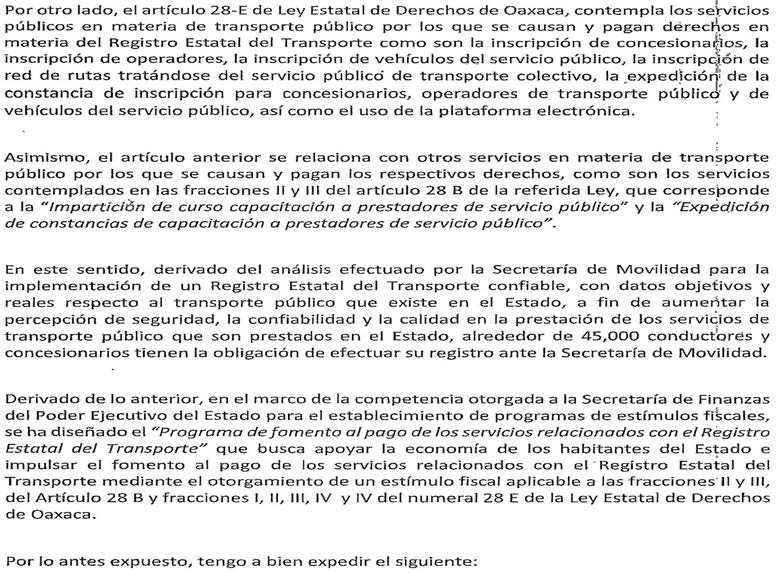 Por otro lado, el artículo 28-E de Ley Estatal de Derechos de Oaxaca, contempla los servicios
públicos en materia de transporte público por los que se causan y pagan derechos en
materia del Registro Estatal del Transporte como son la inscripción de concesionarios, la
inscripción de operadores, la inscripción de vehículos del servicio público, la inscripción de
red de rutas tratándose del servicio público de transporte colectivo, la expedición de la
constancia de inscripción para concesionarios, operadores de transporte público y de
vehículos del servicio público, así como el uso de la plataforma electrónica.
Asimismo, el artículo anterior se relaciona con otros servicios en materia de transporte
público por los que se causan y pagan los respectivos derechos, como son los servicios
contemplados en las fracciones II y III del artículo 28 B de la referida Ley, que corresponde
a la “Impartición de curso capacitación a prestadores de servicio público” y la “Expedición
de constancias de capacitación a prestadores de servicio público”.
En este sentido, derivado del análisis efectuado por la Secretaría de Movilidad para la
implementación de un Registro Estatal del Transporte confiable, con datos objetivos y
reales respecto al transporte público que existe en el Estado, a fin de aumentar la
percepción de seguridad, la confiabilidad y la calidad en la prestación de los servicios de
transporte público que son prestados en el Estado, alrededor de 45,000 conductores y
concesionarios tienen la obligación de efectuar su registro ante la Secretaría de Movilidad.
Derivado de lo anterior, en el marco de la competencia otorgada a la Secretaría de Finanzas
del Poder Ejecutivo del Estado para el establecimiento de programas de estímulos fiscales,
se ha diseñado el “Programa de fomento al pago de los servicios relacionados con el Registro
Estatal del Transporte” que busca apoyar la economía de los habitantes del Estado e
impulsar el fomento al pago de los servicios relacionados con el Registro Estatal del
Transporte mediante el otorgamiento de un estímulo fiscal aplicable a las fracciones II y III,
del Artículo 28 B y fracciones I, II, III, IV y IV del numeral 28 E de la Ley Estatal de Derechos
de Oaxaca.
Por lo antes expuesto, tengo a bien expedir el siguiente: